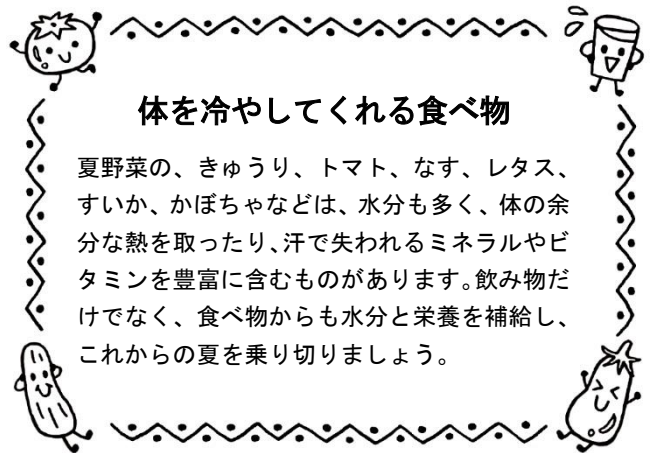 体を冷やしてくれる食べ物
夏野菜の、きゅうり、トマト、なす、レタス、
すいか、かぼちゃなどは、水分も多く、体の余
分な熱を取ったり、汗で失われるミネラルやビ
タミンを豊富に含むものがあります。飲み物だ
けでなく、食べ物からも水分と栄養を補給し、
これからの夏を乗り切りましょう。